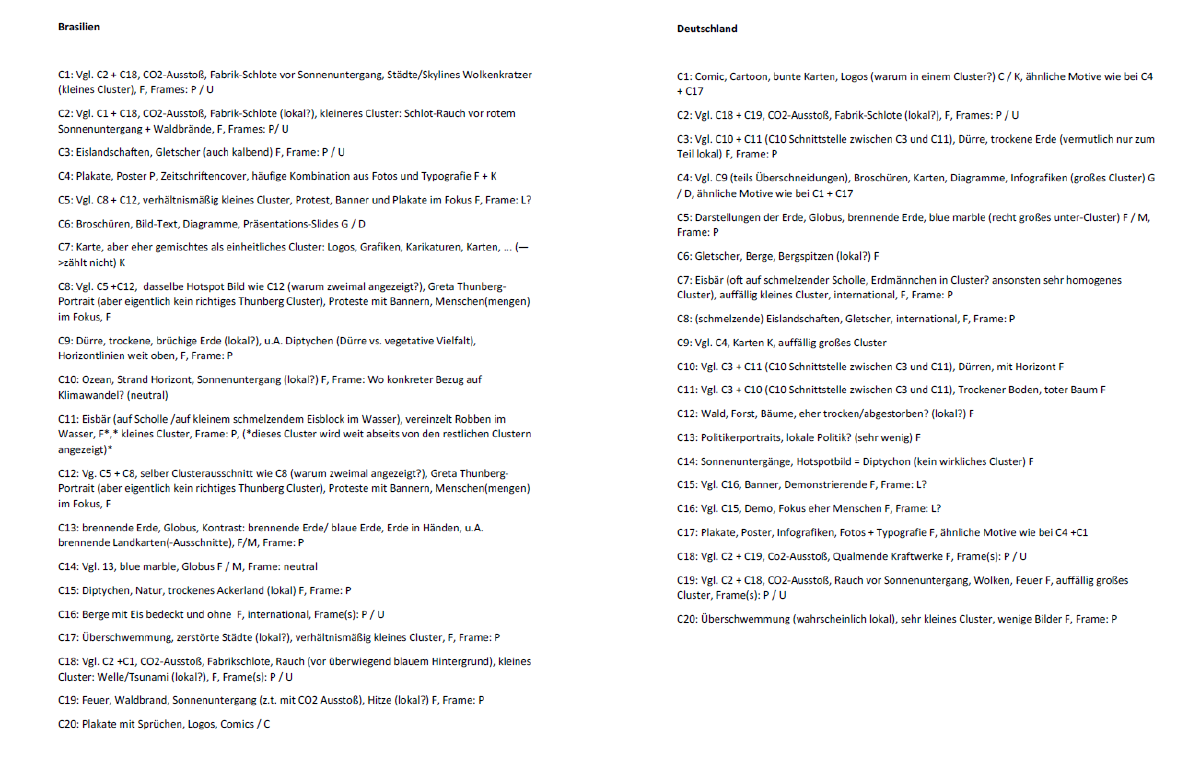 Brasilien
C1: Vgl. C2 + C18, CO2-Ausstoß, Fabrik-Schlote vor Sonnenuntergang, Städte/Skylines Wolkenkratzer
(kleines Cluster), F, Frames: P / U
C2: Vgl. C1 + C18, CO2-Ausstoß, Fabrik-Schlote (lokal?), kleineres Cluster: Schlot-Rauch vor rotem
Sonnenuntergang + Waldbrände, F, Frames: P/ U
C3: Eislandschaften, Gletscher (auch kalbend) F, Frame: P / U
C4: Plakate, Poster P, Zeitschriftencover, häufige Kombination aus Fotos und Typografie F + K
C5: Vgl. C8 + C12, verhältnismäßig kleines Cluster, Protest, Banner und Plakate im Fokus F, Frame: L?
C6: Broschüren, Bild-Text, Diagramme, Präsentations-Slides G / D
C7: Karte, aber eher gemischtes als einheitliches Cluster: Logos, Grafiken, Karikaturen, Karten, ... (—
>zählt nicht) K
C8: Vgl. C5 +C12,  dasselbe Hotspot Bild wie C12 (warum zweimal angezeigt?), Greta Thunberg-
Portrait (aber eigentlich kein richtiges Thunberg Cluster), Proteste mit Bannern, Menschen(mengen)
im Fokus, F
C9: Dürre, trockene, brüchige Erde (lokal?), u.A. Diptychen (Dürre vs. vegetative Vielfalt),
Horizontlinien weit oben, F, Frame: P
C10: Ozean, Strand Horizont, Sonnenuntergang (lokal?) F, Frame: Wo konkreter Bezug auf
Klimawandel? (neutral)
C11: Eisbär (auf Scholle /auf kleinem schmelzendem Eisblock im Wasser), vereinzelt Robben im
Wasser, F*,* kleines Cluster, Frame: P, (*dieses Cluster wird weit abseits von den restlichen Clustern
angezeigt)*
C12: Vg. C5 + C8, selber Clusterausschnitt wie C8 (warum zweimal angezeigt?), Greta Thunberg-
Portrait (aber eigentlich kein richtiges Thunberg Cluster), Proteste mit Bannern, Menschen(mengen)
im Fokus, F
C13: brennende Erde, Globus, Kontrast: brennende Erde/ blaue Erde, Erde in Händen, u.A.
brennende Landkarten(-Ausschnitte), F/M, Frame: P
C14: Vgl. 13, blue marble, Globus F / M, Frame: neutral
C15: Diptychen, Natur, trockenes Ackerland (lokal) F, Frame: P
C16: Berge mit Eis bedeckt und ohne  F, international, Frame(s): P / U
C17: Überschwemmung, zerstörte Städte (lokal?), verhältnismäßig kleines Cluster, F, Frame: P
C18: Vgl. C2 +C1, CO2-Ausstoß, Fabrikschlote, Rauch (vor überwiegend blauem Hintergrund), kleines
Cluster: Welle/Tsunami (lokal?), F, Frame(s): P / U
C19: Feuer, Waldbrand, Sonnenuntergang (z.t. mit CO2 Ausstoß), Hitze (lokal?) F, Frame: P
C20: Plakate mit Sprüchen, Logos, Comics / C
Deutschland
C1: Comic, Cartoon, bunte Karten, Logos (warum in einem Cluster?) C / K, ähnliche Motive wie bei C4
+ C17
C2: Vgl. C18 + C19, CO2-Ausstoß, Fabrik-Schlote (lokal?), F, Frames: P / U
C3: Vgl. C10 + C11 (C10 Schnittstelle zwischen C3 und C11), Dürre, trockene Erde (vermutlich nur zum
Teil lokal) F, Frame: P
C4: Vgl. C9 (teils Überschneidungen), Broschüren, Karten, Diagramme, Infografiken (großes Cluster) G
/ D, ähnliche Motive wie bei C1 + C17
C5: Darstellungen der Erde, Globus, brennende Erde, blue marble (recht großes unter-Cluster) F / M,
Frame: P
C6: Gletscher, Berge, Bergspitzen (lokal?) F
C7: Eisbär (oft auf schmelzender Scholle, Erdmännchen in Cluster? ansonsten sehr homogenes
Cluster), auffällig kleines Cluster, international, F, Frame: P
C8: (schmelzende) Eislandschaften, Gletscher, international, F, Frame: P
C9: Vgl. C4, Karten K, auffällig großes Cluster
C10: Vgl. C3 + C11 (C10 Schnittstelle zwischen C3 und C11), Dürren, mit Horizont F
C11: Vgl. C3 + C10 (C10 Schnittstelle zwischen C3 und C11), Trockener Boden, toter Baum F
C12: Wald, Forst, Bäume, eher trocken/abgestorben? (lokal?) F
C13: Politikerportraits, lokale Politik? (sehr wenig) F
C14: Sonnenuntergänge, Hotspotbild = Diptychon (kein wirkliches Cluster) F
C15: Vgl. C16, Banner, Demonstrierende F, Frame: L?
C16: Vgl. C15, Demo, Fokus eher Menschen F, Frame: L?
C17: Plakate, Poster, Infografiken, Fotos + Typografie F, ähnliche Motive wie bei C4 +C1
C18: Vgl. C2 + C19, Co2-Ausstoß, Qualmende Kraftwerke F, Frame(s): P / U
C19: Vgl. C2 + C18, CO2-Ausstoß, Rauch vor Sonnenuntergang, Wolken, Feuer F, auffällig großes
Cluster, Frame(s): P / U
C20: Überschwemmung (wahrscheinlich lokal), sehr kleines Cluster, wenige Bilder F, Frame: P